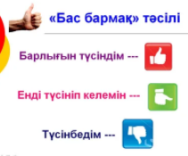 «Бас бармақ» тәсілі
Барлығын түсіндім ---
Енді түсініп келемін ---
Түсінбедім ---